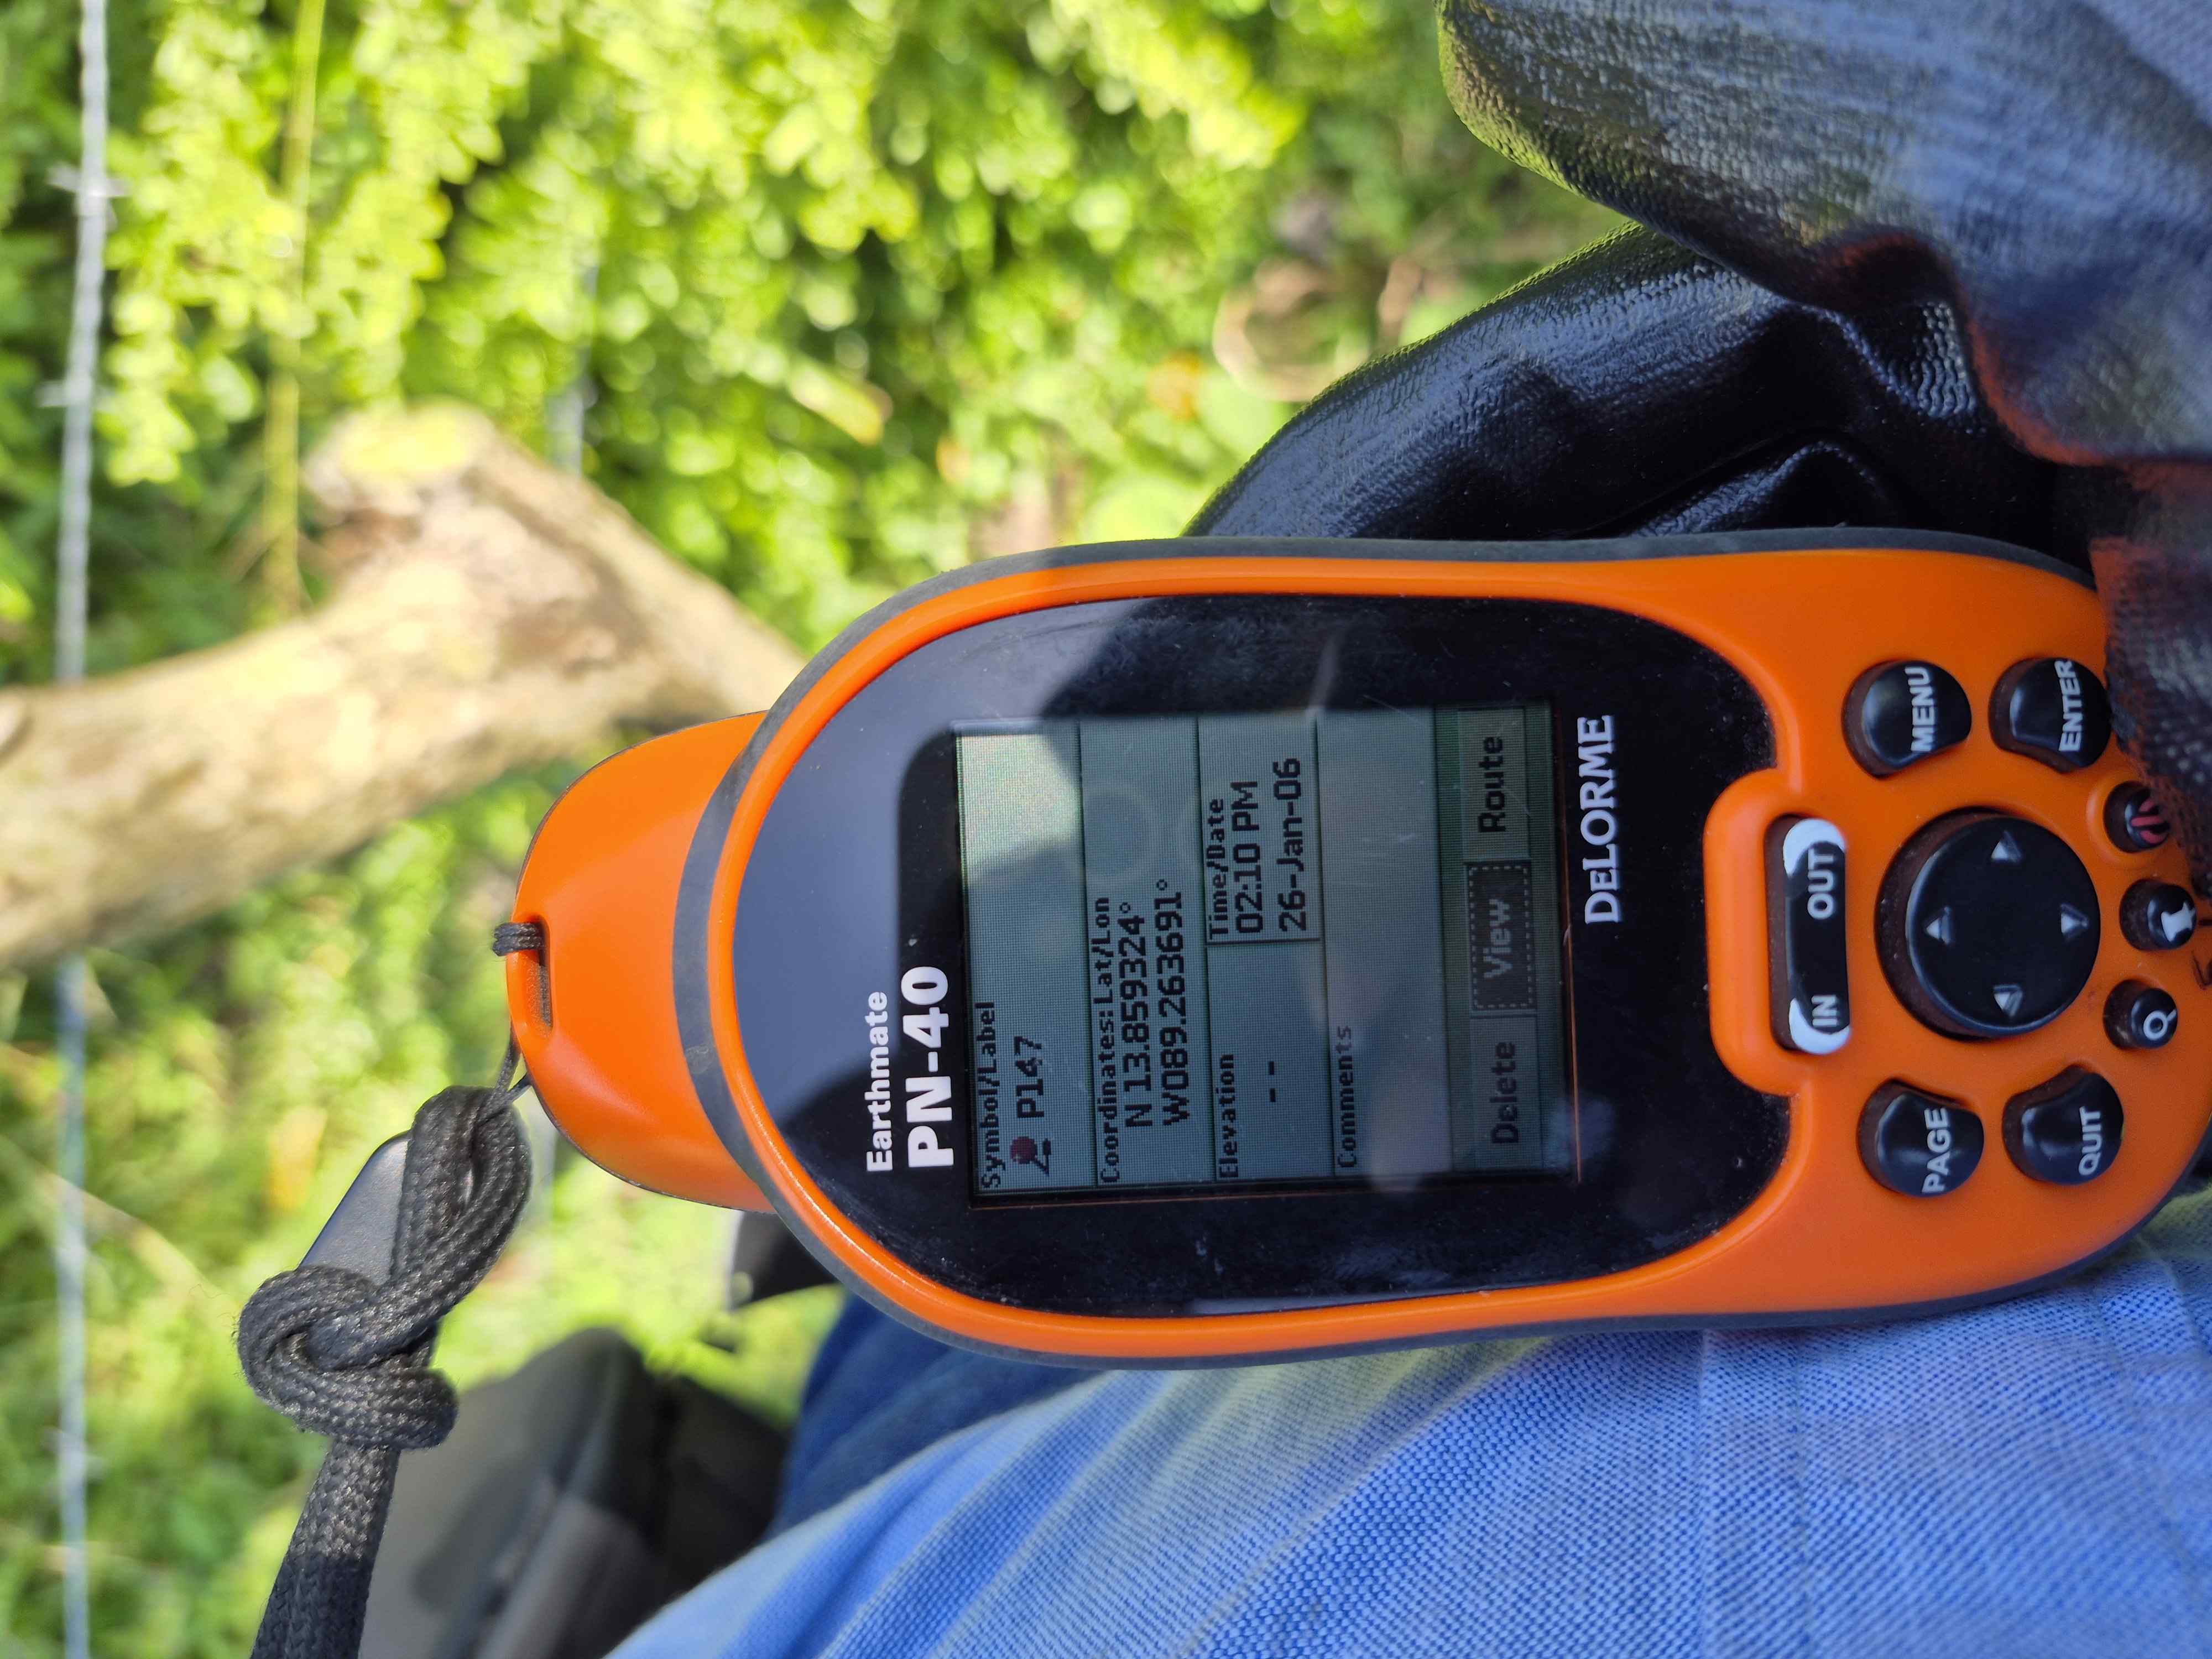 Earthmate
PN-40
Symbol/Label
P147
Coordinates: Lat/Lon
N 13.859324°
W089.263691°
Elevation
- -
Time/Date
02:10 PM
26-Jan-06
Comments
Delete View Route
DELORME
IN OUT
PAGE MENU
QUIT ENTER